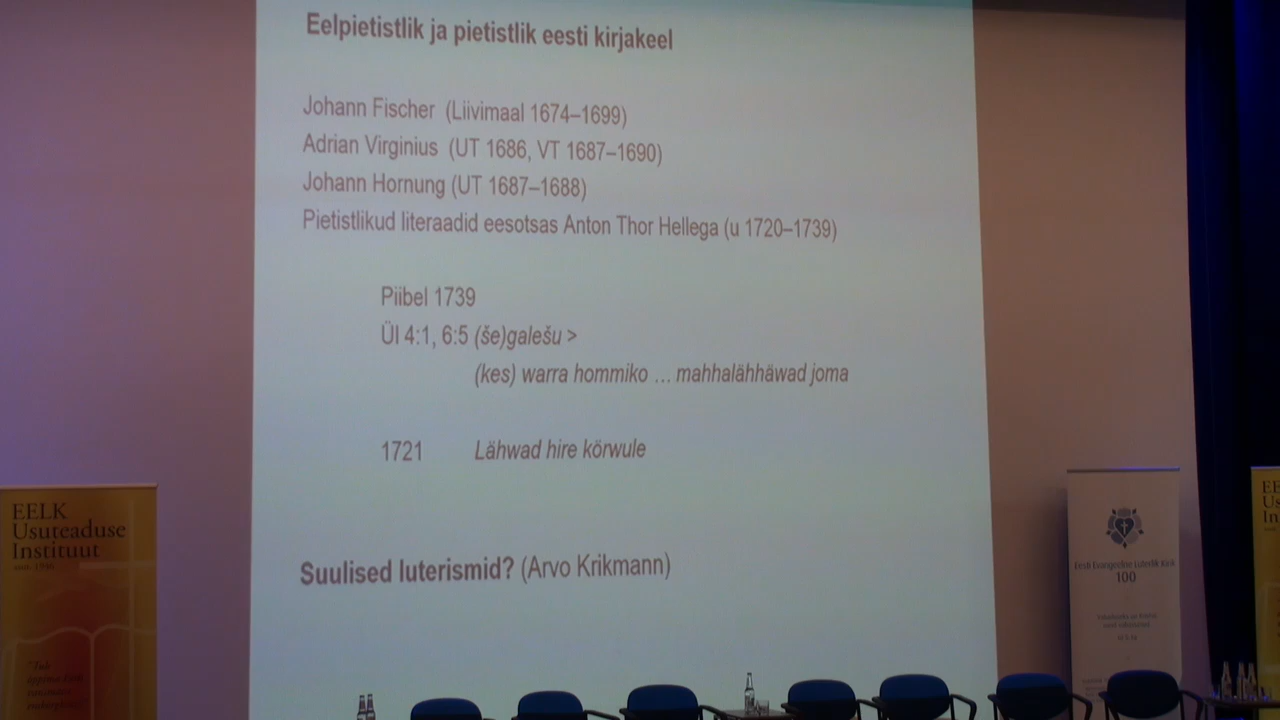 Eelpietistlik ja pietistlik eesti kirjakeel
Johann Fischer (Liivimaal 1674–1699)
Adrian Virginius (UT 1686, VT 1687–1690)
Johann Hornung (UT 1687–1688)
Pietistlikud literaadid eesotsas Anton Thor Hellega (u 1720–1739)
Piibel 1739
Ül 4:1, 6:5 (še)galešu >
(kes) warra hommiko … mahhalähhäwad joma
1721 Lähwad hire körwule
Suulised luterismid? (Arvo Krikmann)
EELK
Usuteaduse
Instituut
Eesti Evangeelne Luterlik Kirik
100